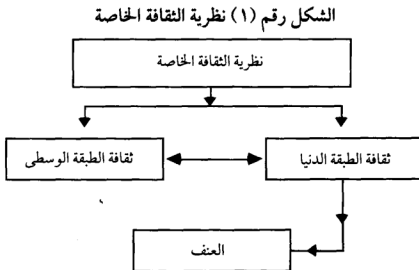 الشكل رقم (١) نظرية الثقافة الخاصة
نظرية الثقافة الخاصة
ثقافة الطبقة الدنيا
ثقافة الطبقة الوسطى
العنف